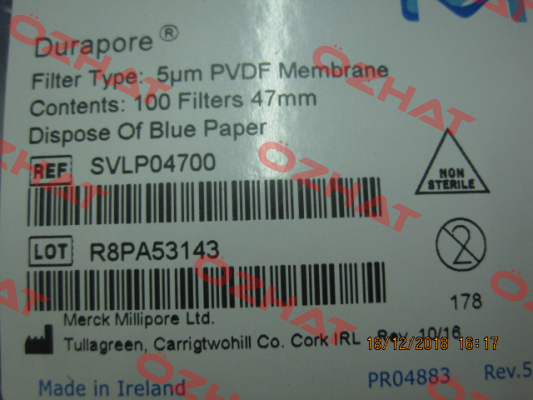 Durapore®
Filter Type: 5µm PVDF Membrane
Contents: 100 Filters 47mm
Dispose Of Blue Paper
REF SVLP04700
NON STERILE
LOT R8PA53143
2
178
Merck Millipore Ltd.
Tullagreen, Carrigtwohill Co. Cork IRL Rev. 10/16
18/12/2018 16:17
Made in Ireland PR04883 Rev.5
ÖZHAT
ÖZHAT
ÖZHAT
ÖZHAT
ÖZHAT
ÖZHAT